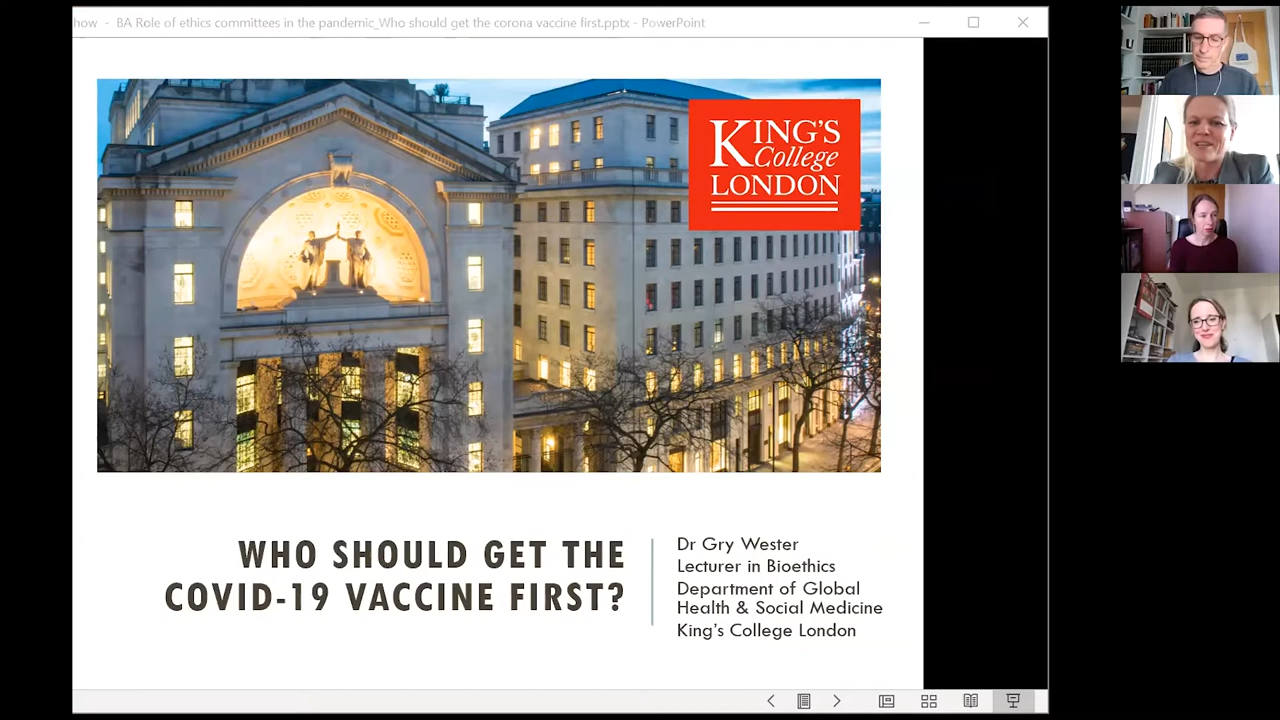 how - BA Role of ethics committees in the pandemic_Who should get the corona vaccine first.pptx - PowerPoint
KING'S
College
LONDON
WHO SHOULD GET THE
COVID-19 VACCINE FIRST?
Dr Gry Wester
Lecturer in Bioethics
Department of Global
Health & Social Medicine
King's College London